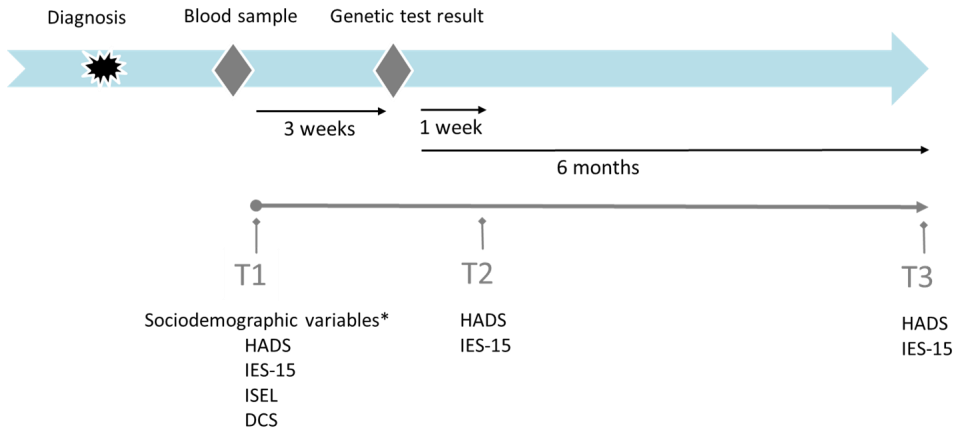 Diagnosis
Blood sample
Genetic test result
3 weeks
1 week
6 months
T1
T2
T3
Sociodemographic variables*
HADS
IES-15
ISEL
DCS
HADS
IES-15
HADS
IES-15